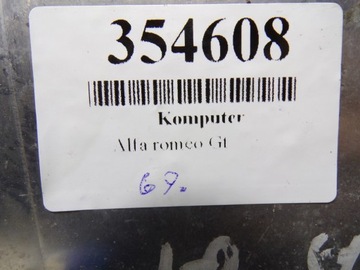 354608
Komputer
Alfa romeo Gt
67.